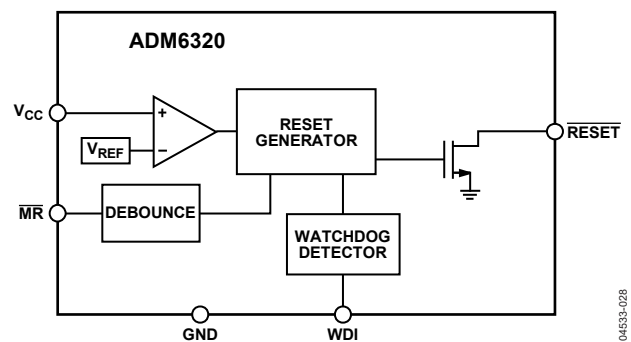 ADM6320
VCC
+
VREF
–
RESET
GENERATOR
RESET
MR
DEBOUNCE
WATCHDOG
DETECTOR
GND
WDI
04533-028